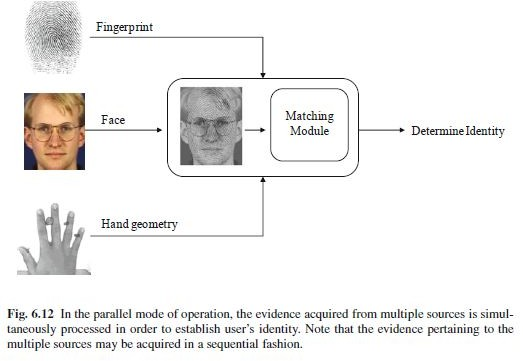 Fingerprint
Face
Matching
Module
Determine Identity
Hand geometry
Fig. 6.12 In the parallel mode of operation, the evidence acquired from multiple sources is simul-
taneously processed in order to establish user's identity. Note that the evidence pertaining to the
multiple sources may be acquired in a sequential fashion.